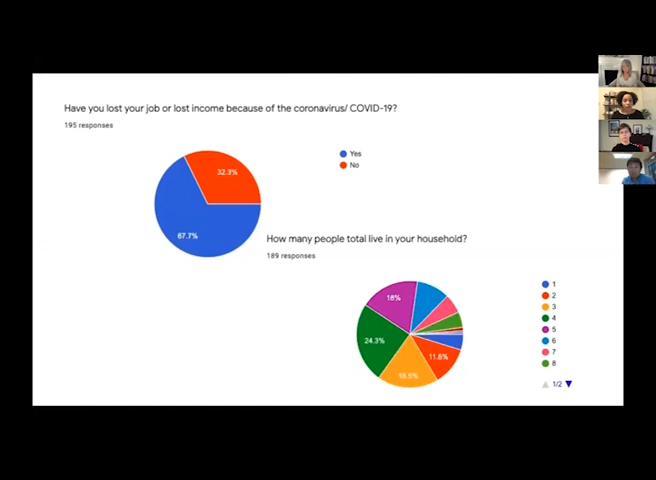 Have you lost your job or lost income because of the coronavirus/ COVID-19?
195 responses
Yes
No
32.3%
67.7%
How many people total live in your household?
189 responses
18%
24.3%
11.6%
1
2
3
4
5
6
7
8
1/2